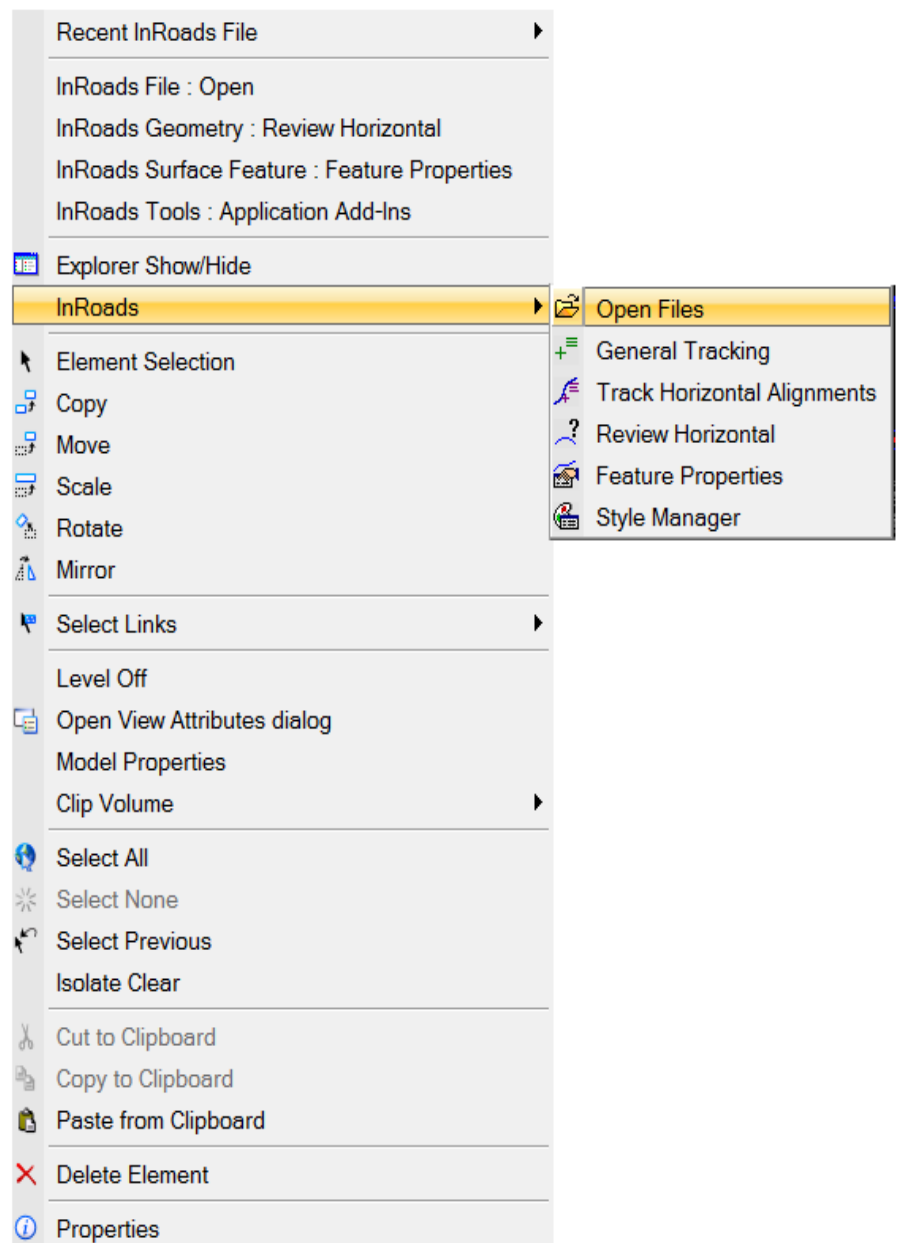 Recent InRoads File
InRoads File : Open
InRoads Geometry : Review Horizontal
InRoads Surface Feature : Feature Properties
InRoads Tools : Application Add-Ins
Explorer Show/Hide
InRoads
Open Files
General Tracking
Track Horizontal Alignments
Review Horizontal
Feature Properties
Style Manager
Element Selection
Copy
Move
Scale
Rotate
Mirror
Select Links
Level Off
Open View Attributes dialog
Model Properties
Clip Volume
Select All
Select None
Select Previous
Isolate Clear
Cut to Clipboard
Copy to Clipboard
Paste from Clipboard
Delete Element
Properties